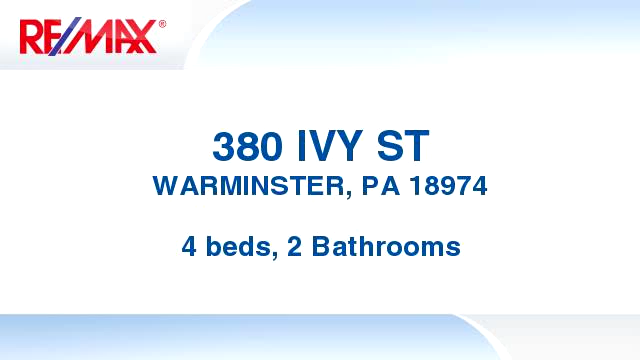 RE/MAX®
380 IVY ST
WARMINSTER, PA 18974
4 beds, 2 Bathrooms